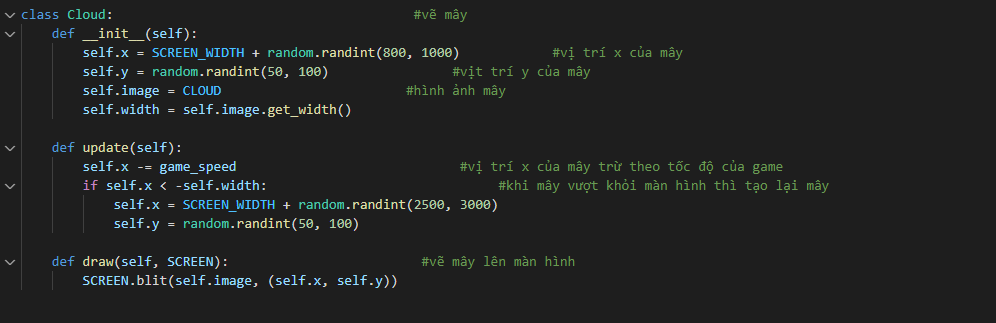 class Cloud: #vẽ mây
def __init__(self):
self.x = SCREEN_WIDTH + random.randint(800, 1000) #vị trí x của mây
self.y = random.randint(50, 100) #vịt trí y của mây
self.image = CLOUD #hình ảnh mây
self.width = self.image.get_width()
def update(self):
self.x -= game_speed #vị trí x của mây trừ theo tốc độ của game
if self.x < -self.width: #khi mây vượt khỏi màn hình thì tạo lại mây
self.x = SCREEN_WIDTH + random.randint(2500, 3000)
self.y = random.randint(50, 100)
def draw(self, SCREEN): #vẽ mây lên màn hình
SCREEN.blit(self.image, (self.x, self.y))